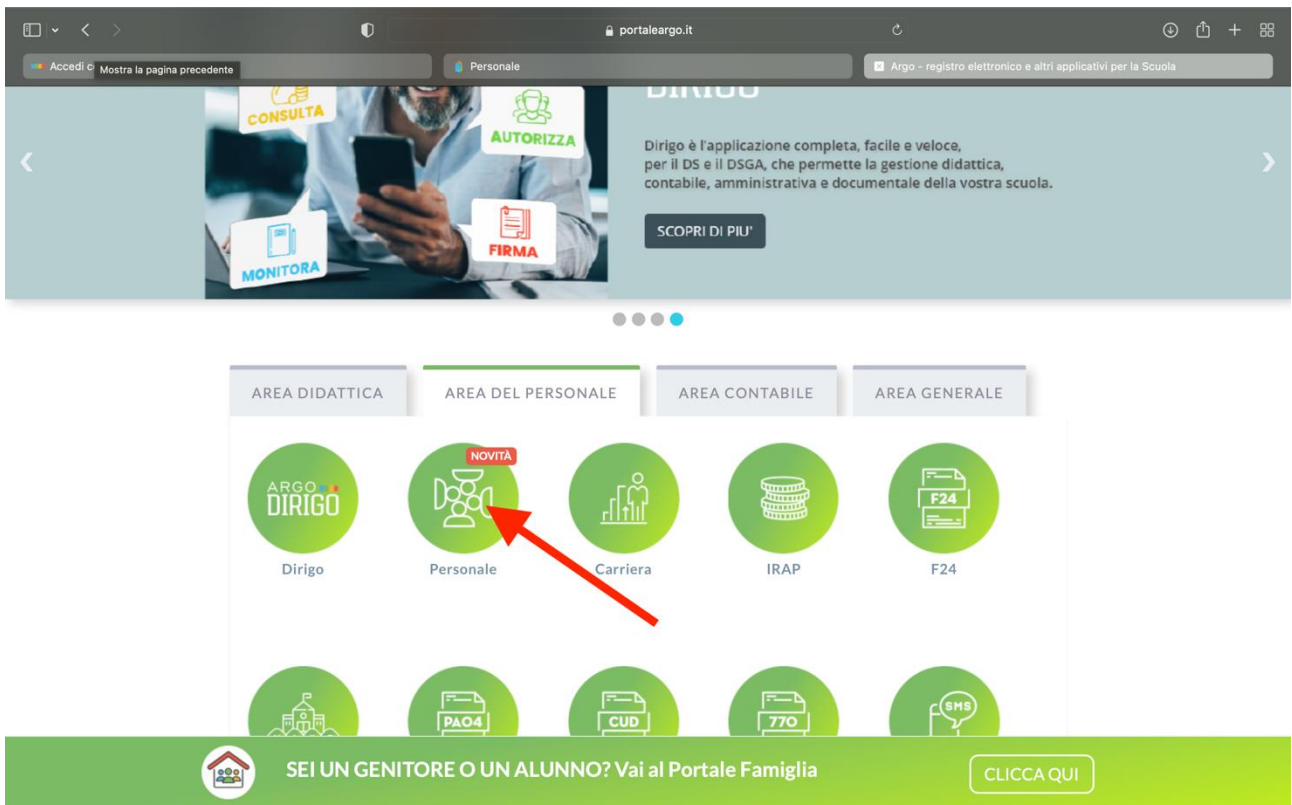 portaleargo.it
Mostra la pagina precedente
Personale
Argo - registro elettronico e altri applicativi per la Scuola
CONSULTA
AUTORIZZA
MONITORA
FIRMA
DIRIGO
Dirigo è l'applicazione completa, facile e veloce,
per il DS e il DSGA, che permette la gestione didattica,
contabile, amministrativa e documentale della vostra scuola.
SCOPRI DI PIU'
AREA DIDATTICA
AREA DEL PERSONALE
AREA CONTABILE
AREA GENERALE
ARGO
DIRIGO
NOVITÀ
F24
Dirigo
Personale
Carriera
IRAP
F24
PA04
CUD
770
SMS
SEI UN GENITORE O UN ALUNNO? Vai al Portale Famiglia
CLICCA QUI